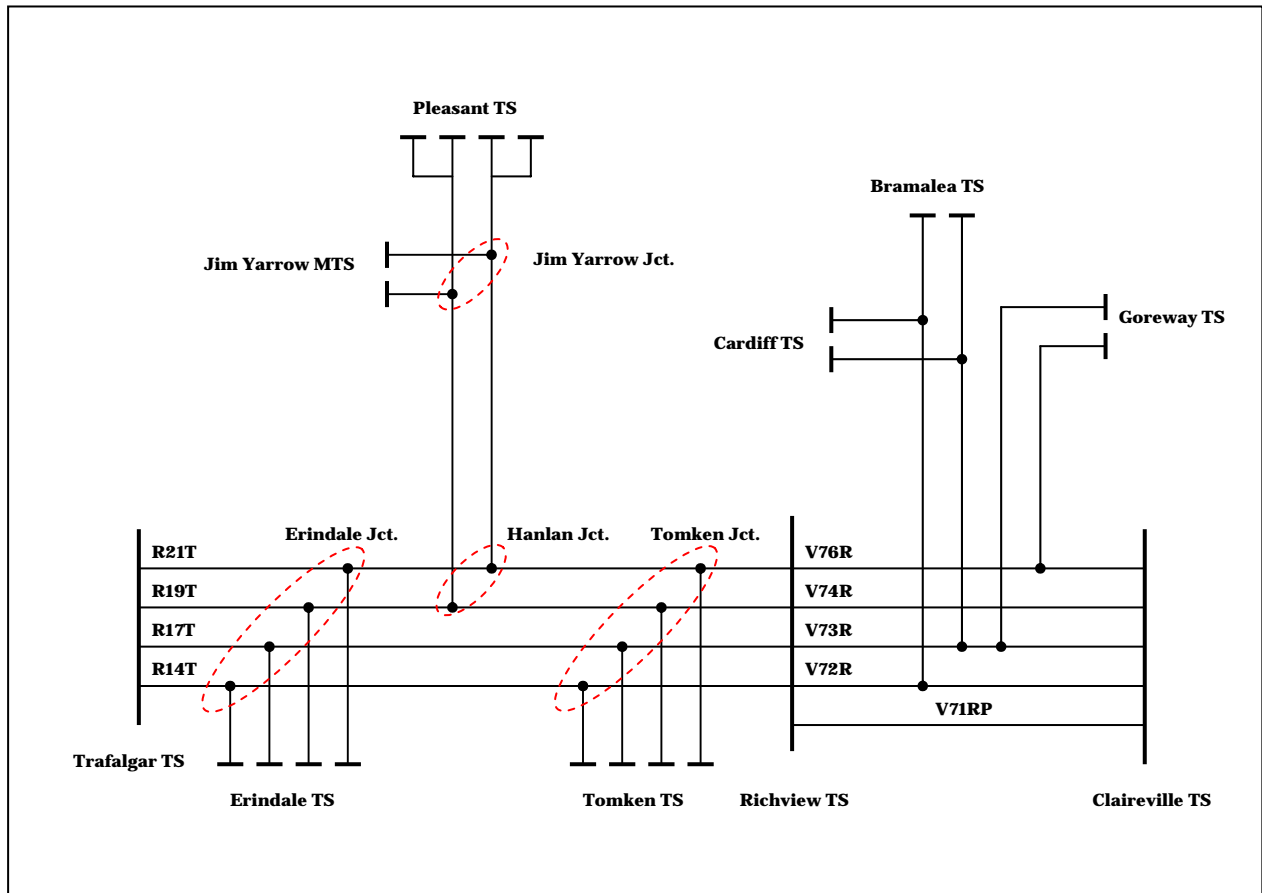 Pleasant TS
Bramalea TS
Jim Yarrow MTS
Jim Yarrow Jct.
Goreway TS
Cardiff TS
Erindale Jct.
Hanlan Jct.
Tomken Jct.
R21T
V76R
R19T
V74R
R17T
V73R
R14T
V72R
V71RP
Trafalgar TS
Erindale TS
Tomken TS
Richview TS
Claireville TS